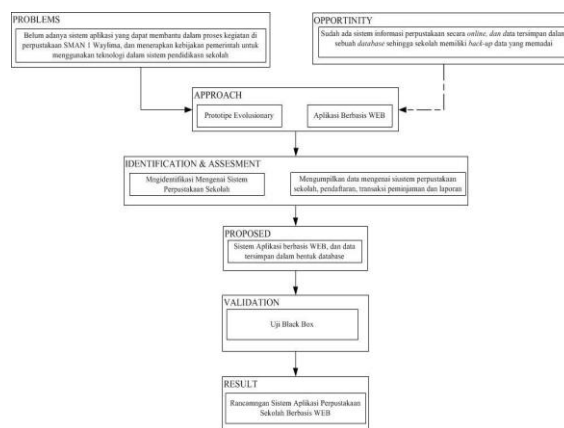 PROBLEMS
Belum adanya sistem aplikasi yang dapat membantu dalam proses kegiatan di
perpustakaan SMAN 1 Waylima, dan menerapkan kebijakan pemerintah untuk
menggunakan teknologi dalam sistem pendidikasn sekolah
OPPORTINITY
Sudah ada sistem informasi perpustakaan secara online, dan data tersimpan dalam
sebuah database sehingga sekolah memiliki back-up data yang memadai
APPROACH
Prototipe Evolusionary
Aplikasi Berbasis WEB
IDENTIFICATION & ASSESMENT
Mngidentifikasi Mengenai Sistem
Perpustakaan Sekolah
Mengumpilkan data mengenai siustem perpustakaan
sekolah, pendaftaran, transaksi peminjaman dan laporan
PROPOSED
Sistem Aplikasi berbasis WEB, dan data
tersimpan dalam bentuk database
VALIDATION
Uji Black Box
RESULT
Rancamngan Sistem Aplikasi Perpustakaan
Sekolah Berbasis WEB